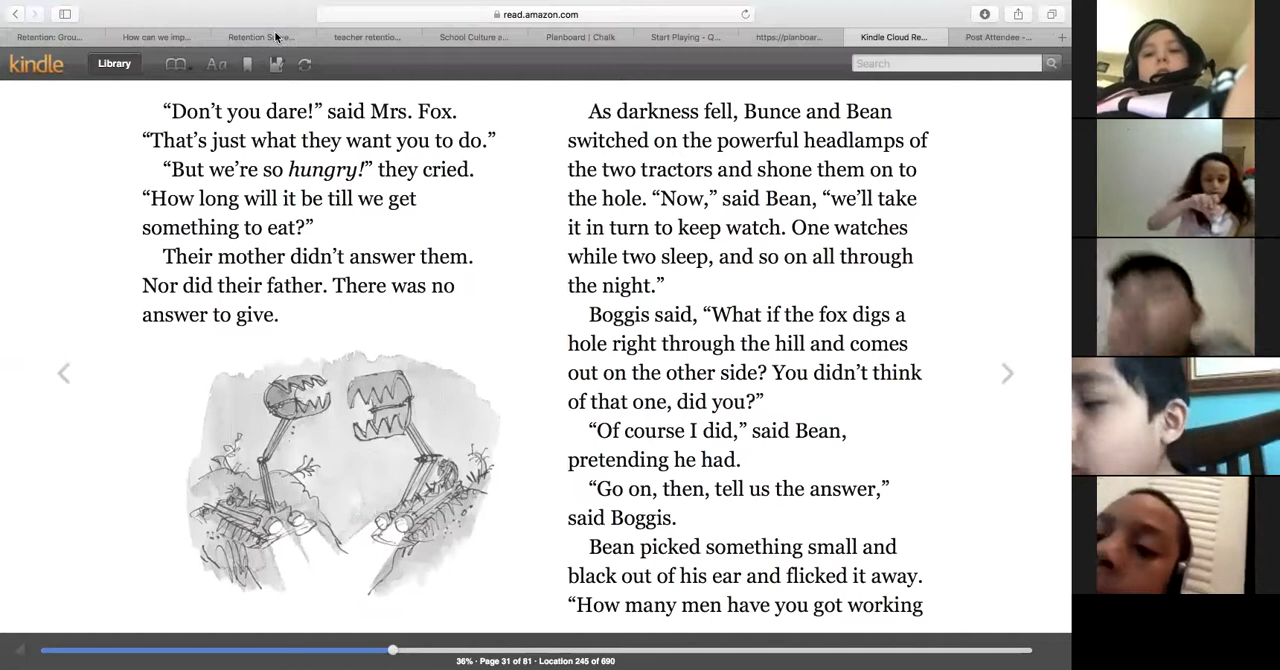 read.amazon.com
Retention: Grou...
How can we imp...
Retention S
teacher retentio...
School Culture a...
Planboard | Chalk
Start Playing - Q...
https://planboar...
Kindle Cloud Re...
Post Attendee -...
kindle
Library
Aa
Search
“Don’t you dare!” said Mrs. Fox.
“That’s just what they want you to do.”
“But we’re so hungry!” they cried.
“How long will it be till we get
something to eat?”
Their mother didn’t answer them.
Nor did their father. There was no
answer to give.
As darkness fell, Bunce and Bean
switched on the powerful headlamps of
the two tractors and shone them on to
the hole. “Now,” said Bean, “we’ll take
it in turn to keep watch. One watches
while two sleep, and so on all through
the night.”
Boggis said, “What if the fox digs a
hole right through the hill and comes
out on the other side? You didn’t think
of that one, did you?”
“Of course I did,” said Bean,
pretending he had.
“Go on, then, tell us the answer,”
said Boggis.
Bean picked something small and
black out of his ear and flicked it away.
“How many men have you got working
36% · Page 31 of 81 · Location 245 of 690